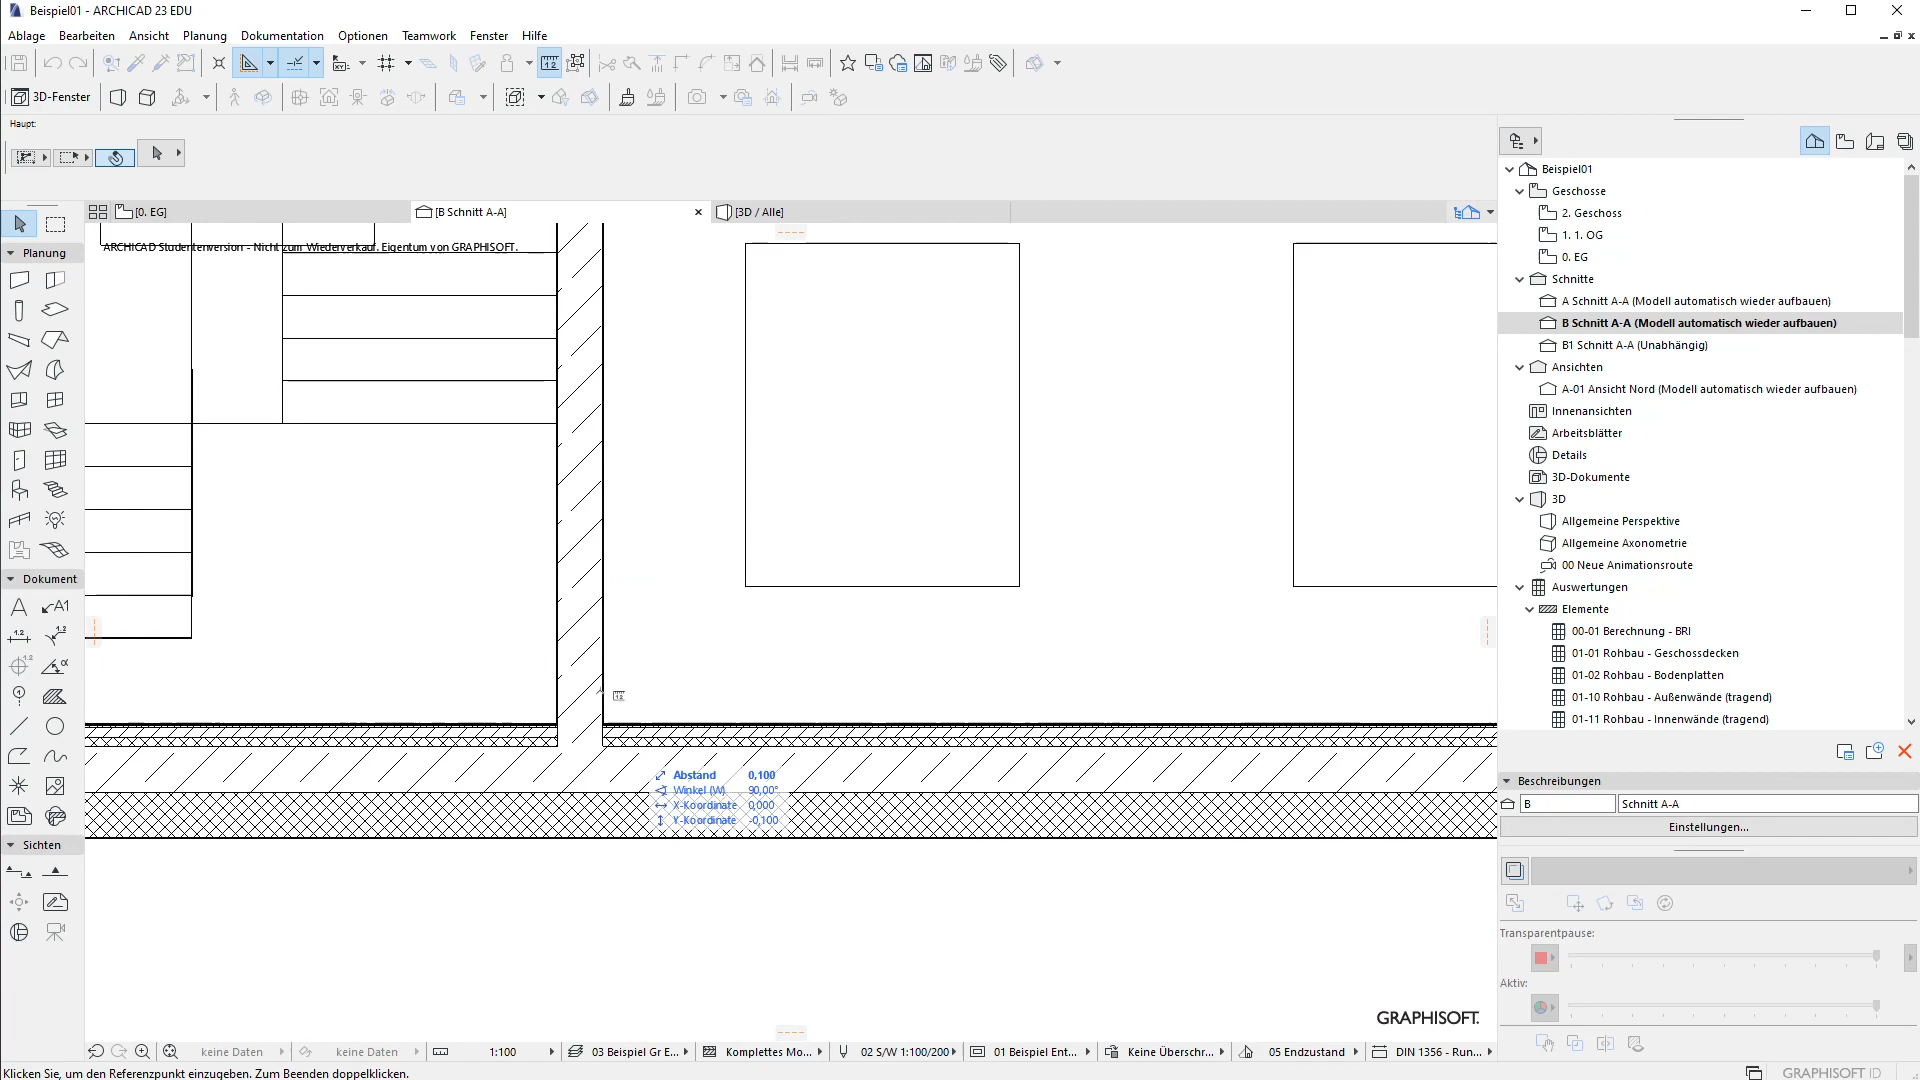 Beispiel01 - ARCHICAD 23 EDU
Ablage Bearbeiten Ansicht Planung Dokumentation Optionen Teamwork Fenster Hilfe
3D-Fenster
Haupt:
[0. EG]
[B Schnitt A-A]
[3D / Alle]
ARCHICAD Studentenversion - Nicht zum Wiederverkauf. Eigentum von GRAPHISOFT.
Planung
Dokument
A1
1.2
1.2
1.2
Sichten
Abstand 0,100
Winkel (W) 90,00°
X-Koordinate 0,000
Y-Koordinate -0,100
GRAPHISOFT.
Beispiel01
Geschosse
2. Geschoss
1. 1. OG
0. EG
Schnitte
A Schnitt A-A (Modell automatisch wieder aufbauen)
B Schnitt A-A (Modell automatisch wieder aufbauen)
B1 Schnitt A-A (Unabhängig)
Ansichten
A-01 Ansicht Nord (Modell automatisch wieder aufbauen)
Innenansichten
Arbeitsblätter
Details
3D-Dokumente
3D
Allgemeine Perspektive
Allgemeine Axonometrie
00 Neue Animationsroute
Auswertungen
Elemente
00-01 Berechnung - BRI
01-01 Rohbau - Geschossdecken
01-02 Rohbau - Bodenplatten
01-10 Rohbau - Außenwände (tragend)
01-11 Rohbau - Innenwände (tragend)
Beschreibungen
B Schnitt A-A
Einstellungen...
Transparentpause:
Aktiv:
keine Daten keine Daten 1:100 03 Beispiel Gr E... Komplettes Mo... 02 S/W 1:100/200 01 Beispiel Ent... Keine Überschr... 05 Endzustand DIN 1356 - Run...
Klicken Sie, um den Referenzpunkt einzugeben. Zum Beenden doppelklicken.
GRAPHISOFT ID